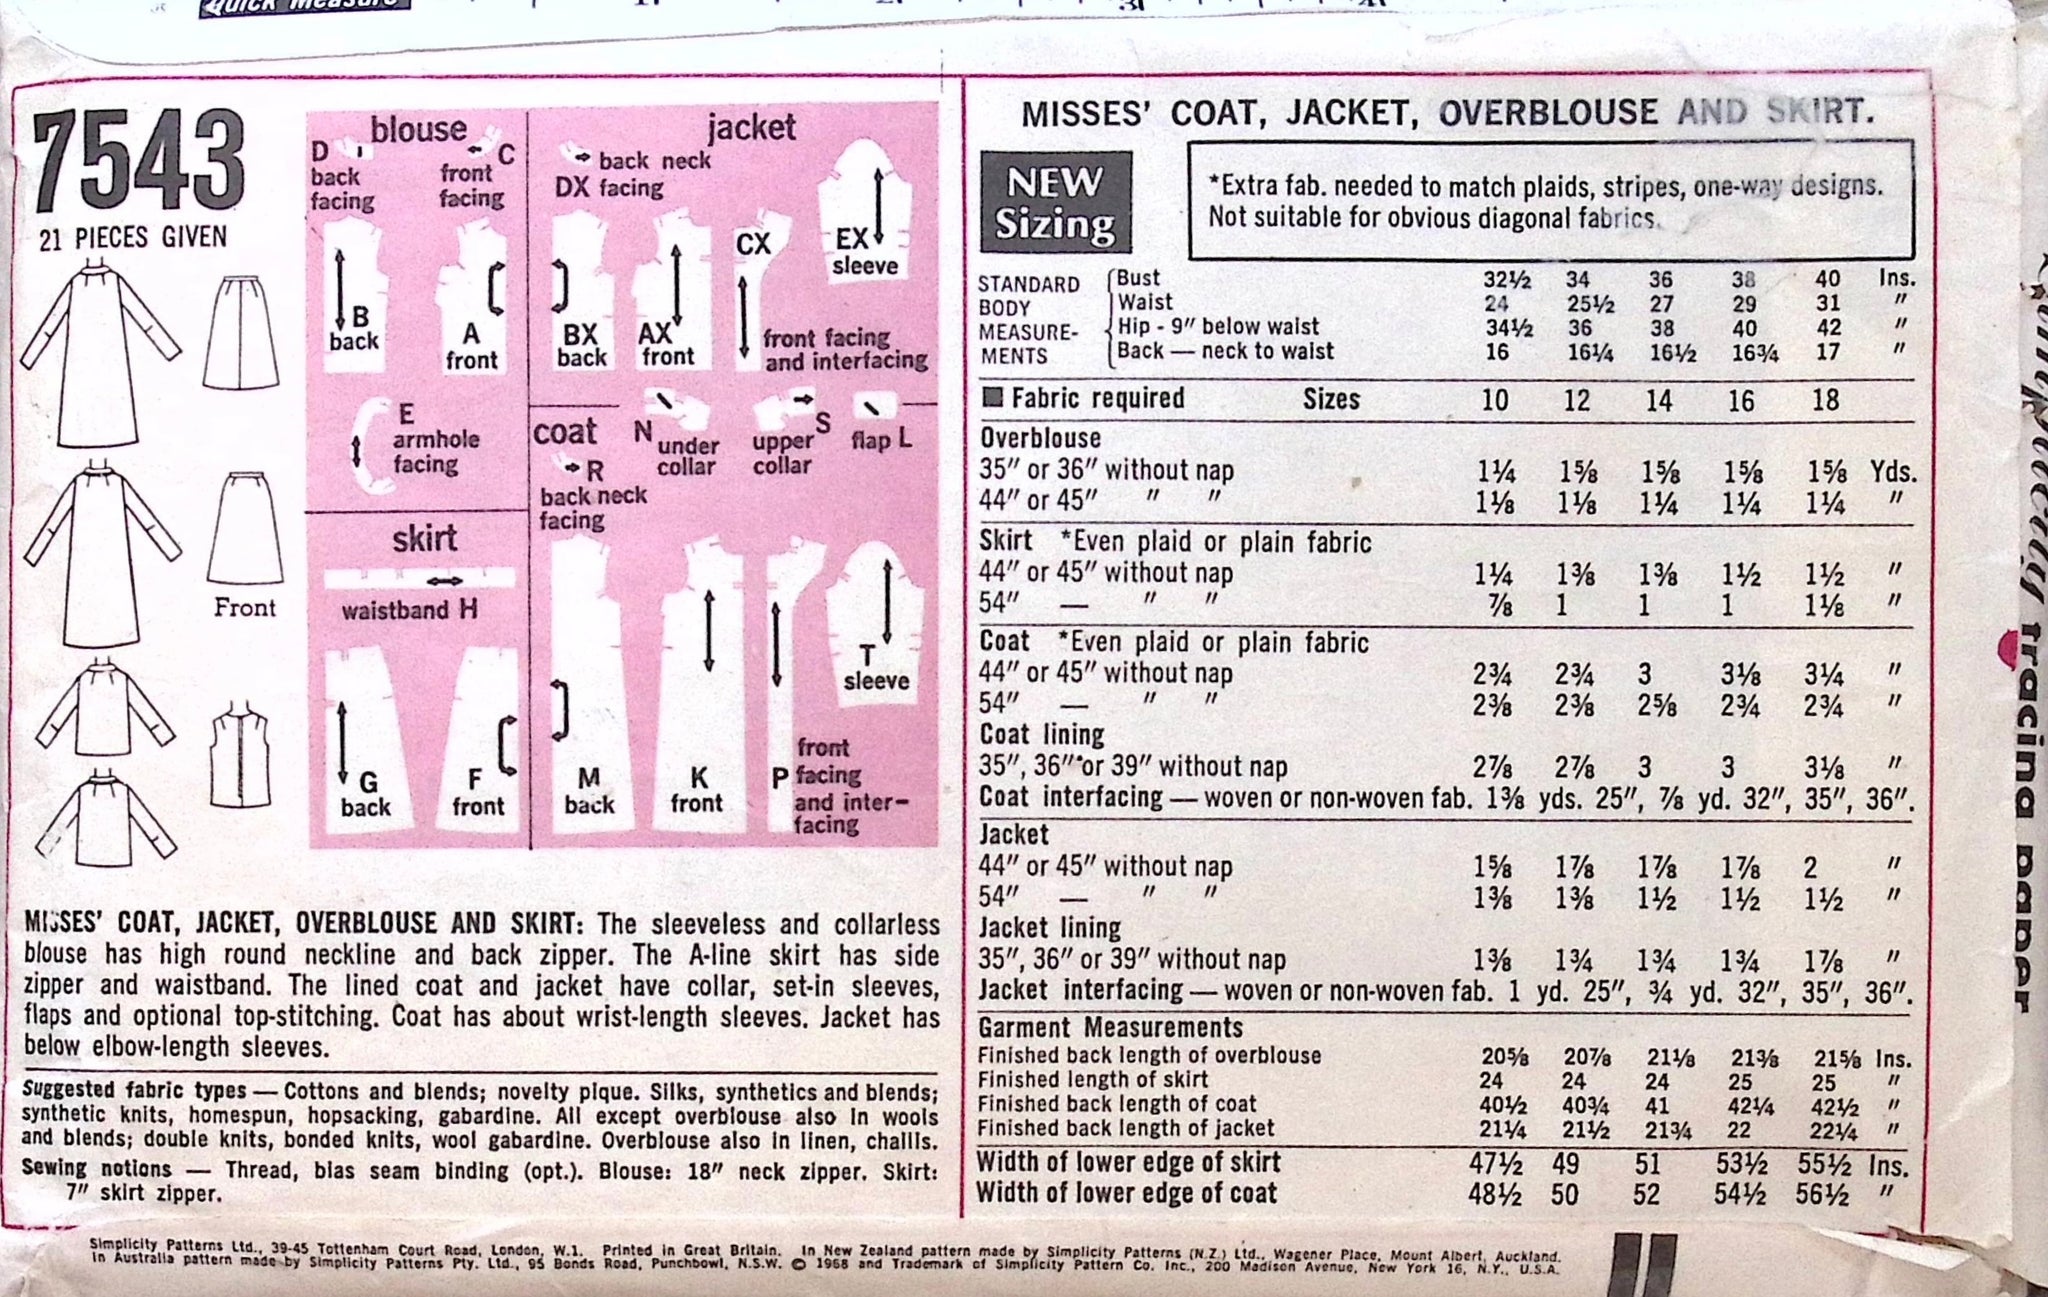 Quick Measure
7543
21 PIECES GIVEN
Front
blouse
D
back
facing
C
front
facing
B
back
A
front
E
armhole
facing
skirt
waistband H
G
back
F
front
jacket
back neck
DX facing
BX
back
AX
front
CX
front facing
and interfacing
EX
sleeve
coat
N under
collar
upper S
collar
flap L
R
back neck
facing
M
back
K
front
P front
facing
and inter-
facing
T
sleeve
MISSES' COAT, JACKET, OVERBLOUSE AND SKIRT: The sleeveless and collarless
blouse has high round neckline and back zipper. The A-line skirt has side
zipper and waistband. The lined coat and jacket have collar, set-in sleeves,
flaps and optional top-stitching. Coat has about wrist-length sleeves. Jacket has
below elbow-length sleeves.
Suggested fabric types — Cottons and blends; novelty pique. Silks, synthetics and blends;
synthetic knits, homespun, hopsacking, gabardine. All except overblouse also in wools
and blends; double knits, bonded knits, wool gabardine. Overblouse also in linen, challis.
Sewing notions — Thread, bias seam binding (opt.). Blouse: 18" neck zipper. Skirt:
7" skirt zipper.
MISSES' COAT, JACKET, OVERBLOUSE AND SKIRT.
NEW
Sizing
*Extra fab. needed to match plaids, stripes, one-way designs.
Not suitable for obvious diagonal fabrics.
STANDARD
BODY
MEASURE-
MENTS
Bust 32½ 34 36 38 40 Ins.
Waist 24 25½ 27 29 31 "
Hip - 9" below waist 34½ 36 38 40 42 "
Back — neck to waist 16 16¼ 16½ 16¾ 17 "
■ Fabric required Sizes 10 12 14 16 18
Overblouse
35" or 36" without nap 1¼ 1⅝ 1⅝ 1⅝ 1⅝ Yds.
44" or 45" " " 1⅛ 1⅛ 1¼ 1¼ 1¼ "
Skirt *Even plaid or plain fabric
44" or 45" without nap 1¼ 1⅜ 1⅜ 1½ 1½ "
54" — " " ⅞ 1 1 1 1⅛ "
Coat *Even plaid or plain fabric
44" or 45" without nap 2¾ 2¾ 3 3⅛ 3¼ "
54" — " " 2⅜ 2⅜ 2⅝ 2¾ 2¾ "
Coat lining
35", 36" or 39" without nap 2⅞ 2⅞ 3 3 3⅛ "
Coat interfacing — woven or non-woven fab. 1⅜ yds. 25", ⅞ yd. 32", 35", 36".
Jacket
44" or 45" without nap 1⅝ 1⅞ 1⅞ 1⅞ 2 "
54" — " " 1⅜ 1⅜ 1½ 1½ 1½ "
Jacket lining
35", 36" or 39" without nap 1⅜ 1¾ 1¾ 1¾ 1⅞ "
Jacket interfacing — woven or non-woven fab. 1 yd. 25", ¾ yd. 32", 35", 36".
Garment Measurements
Finished back length of overblouse 20⅝ 20⅞ 21⅛ 21⅜ 21⅝ Ins.
Finished length of skirt 24 24 24 25 25 "
Finished back length of coat 40½ 40¾ 41 42¼ 42½ "
Finished back length of jacket 21¼ 21½ 21¾ 22 22¼ "
Width of lower edge of skirt 47½ 49 51 53½ 55½ Ins.
Width of lower edge of coat 48½ 50 52 54½ 56½ "
Simplicity Patterns Ltd., 39-45 Tottenham Court Road, London, W.1. Printed in Great Britain. In New Zealand pattern made by Simplicity Patterns (N.Z.) Ltd., Wagener Place, Mount Albert, Auckland.
In Australia pattern made by Simplicity Patterns Pty. Ltd., 95 Bonds Road, Punchbowl, N.S.W. © 1968 and Trademark of Simplicity Pattern Co. Inc., 200 Madison Avenue, New York 16, N.Y., U.S.A.
tracing paper